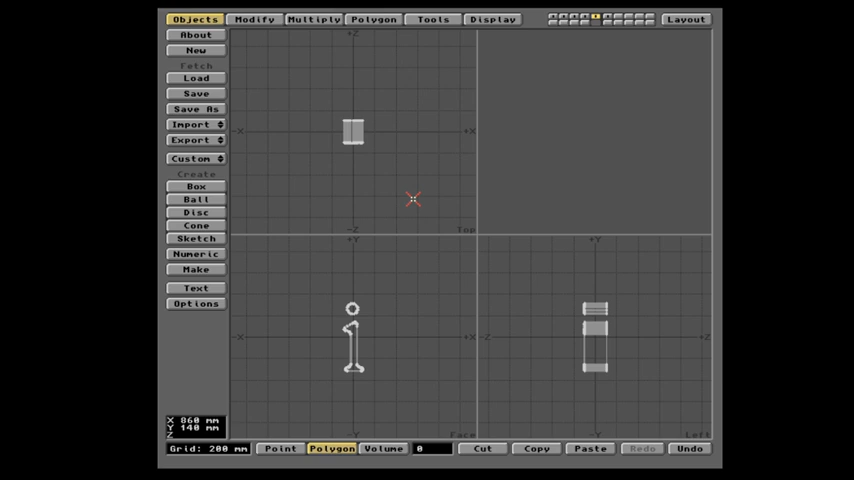 Objects Modify Multiply Polygon Tools Display Layout
About
New
Fetch
Load
Save
Save As
Import
Export
Custom
Create
Box
Ball
Disc
Cone
Sketch
Numeric
Make
Text
Options
+Z
-X +X
-Z Top
+Y +Y
-X +X -Z +Z
-Y Face -Y Left
X 860 mm
Y 140 mm
Z
Grid: 200 mm Point Polygon Volume 0 Cut Copy Paste Redo Undo